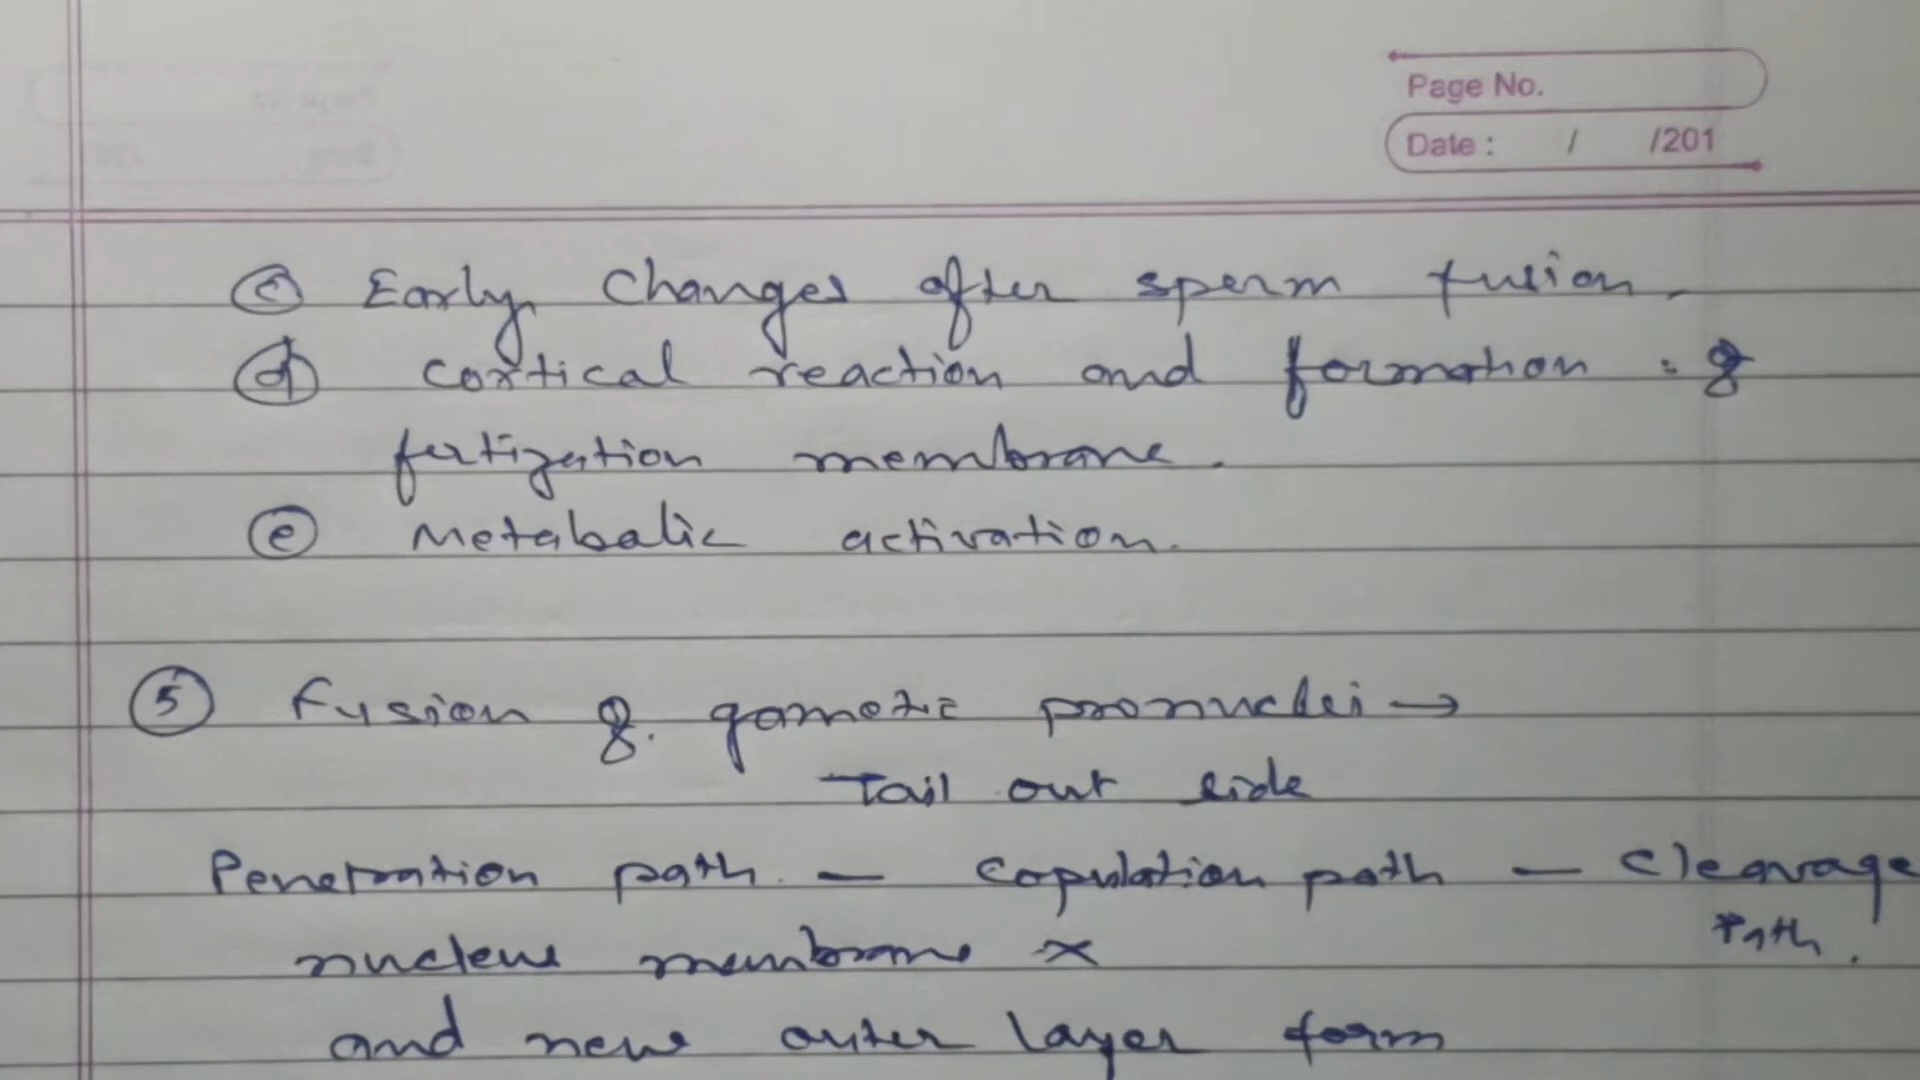 Page No.
Date : / /201
(c) Early changes after sperm fusion.
(d) cortical reaction and formation of
fertization membrane.
(e) Metabolic activation.
(5) Fusion of gametic pronuclei →
Tail out side
Penetration path — Copulation path — Cleavage
Path.
nucleus membrane ×
and new outer layer form